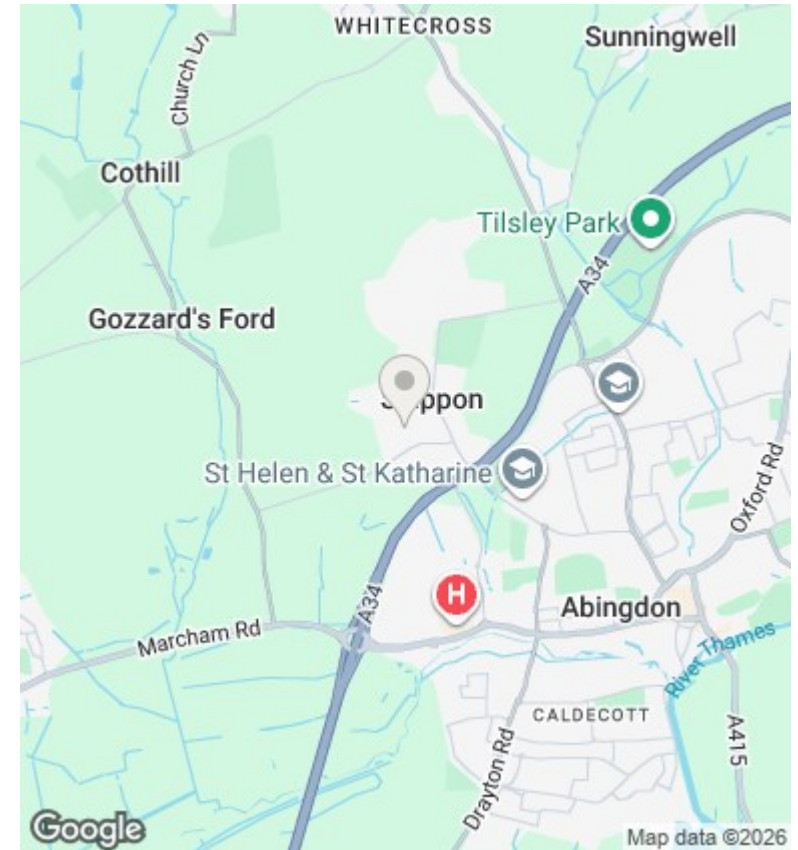 WHITECROSS
Sunningwell
Church Ln
Cothill
Tilsley Park
A34
Gozzard's Ford
St Helen & St Katharine
Oxford Rd
H
A34
Abingdon
Marcham Rd
River Thames
CALDECOTT
A415
Drayton Rd
Google
Map data ©2026